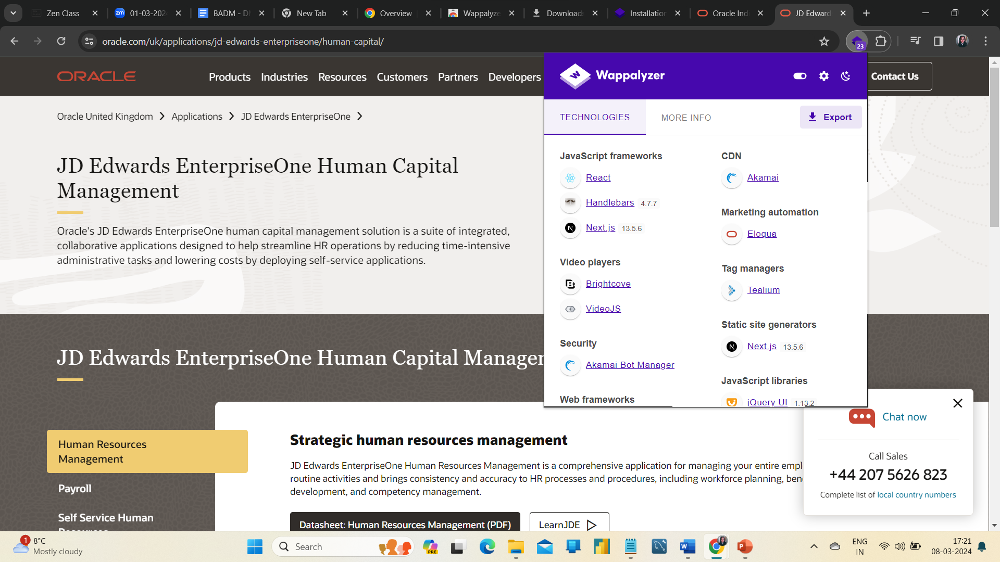 Zen Class
zm
01-03-202
BADM - D
New Tab
Overview
Wappalyze
Downloads
Installation
Oracle Ind
JD Edward
oracle.com/uk/applications/jd-edwards-enterpriseone/human-capital/
23
ORACLE
Products
Industries
Resources
Customers
Partners
Developers
Contact Us
Oracle United Kingdom
Applications
JD Edwards EnterpriseOne
JD Edwards EnterpriseOne Human Capital
Management
Oracle's JD Edwards EnterpriseOne human capital management solution is a suite of integrated,
collaborative applications designed to help streamline HR operations by reducing time-intensive
administrative tasks and lowering costs by deploying self-service applications.
Wappalyzer
TECHNOLOGIES
MORE INFO
Export
JavaScript frameworks
React
Handlebars 4.7.7
Next.js 13.5.6
Video players
Brightcove
VideoJS
Security
Akamai Bot Manager
Web frameworks
CDN
Akamai
Marketing automation
Eloqua
Tag managers
Tealium
Static site generators
Next.js 13.5.6
JavaScript libraries
jQuery UI 1.13.2
JD Edwards EnterpriseOne Human Capital Manager
Human Resources
Management
Payroll
Self Service Human
Strategic human resources management
JD Edwards EnterpriseOne Human Resources Management is a comprehensive application for managing your entire empl
routine activities and brings consistency and accuracy to HR processes and procedures, including workforce planning, ben
development, and competency management.
Datasheet: Human Resources Management (PDF)
LearnJDE
Chat now
Call Sales
+44 207 5626 823
Complete list of local country numbers
1
8°C
Mostly cloudy
Search
PRE
ENG
IN
17:21
08-03-2024